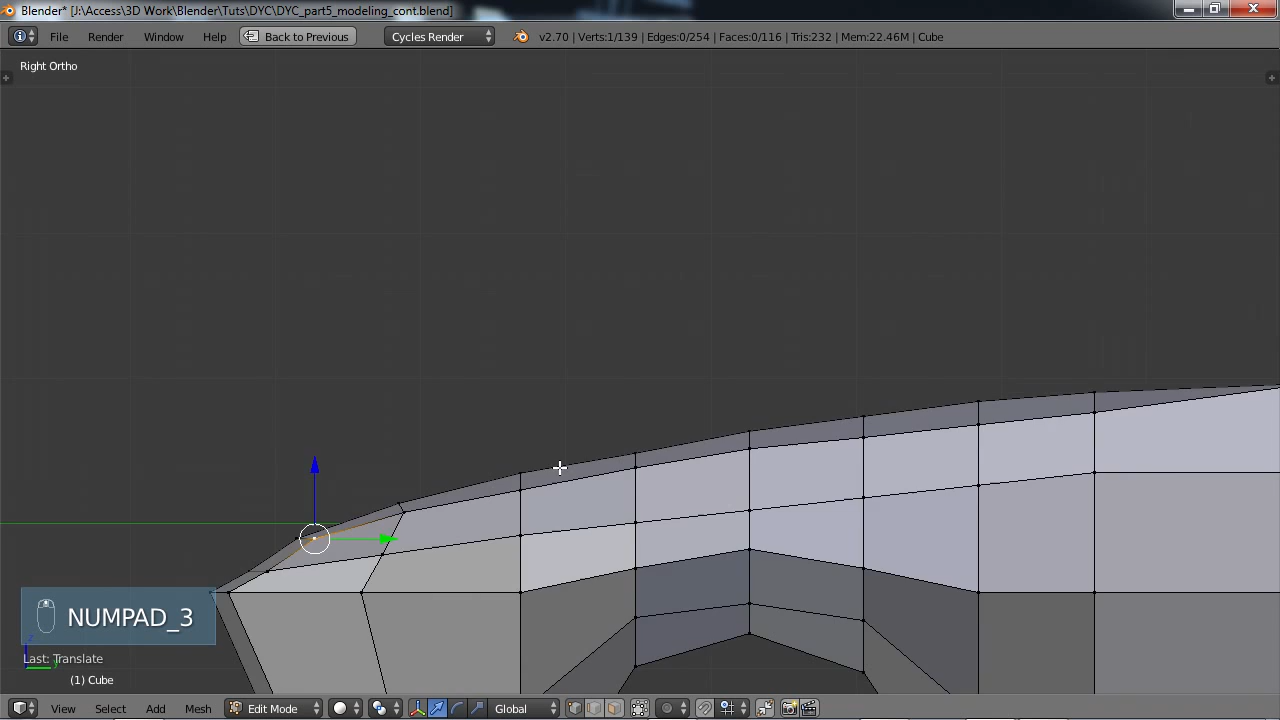 Blender* [J:\Access\3D Work\Blender\Tuts\DYC\DYC_part5_modeling_cont.blend]
File Render Window Help Back to Previous Cycles Render v2.70 | Verts:1/139 | Edges:0/254 | Faces:0/116 | Tris:232 | Mem:22.46M | Cube
Right Ortho
NUMPAD_3
z
y
Last: Translate
(1) Cube
View Select Add Mesh Edit Mode Global